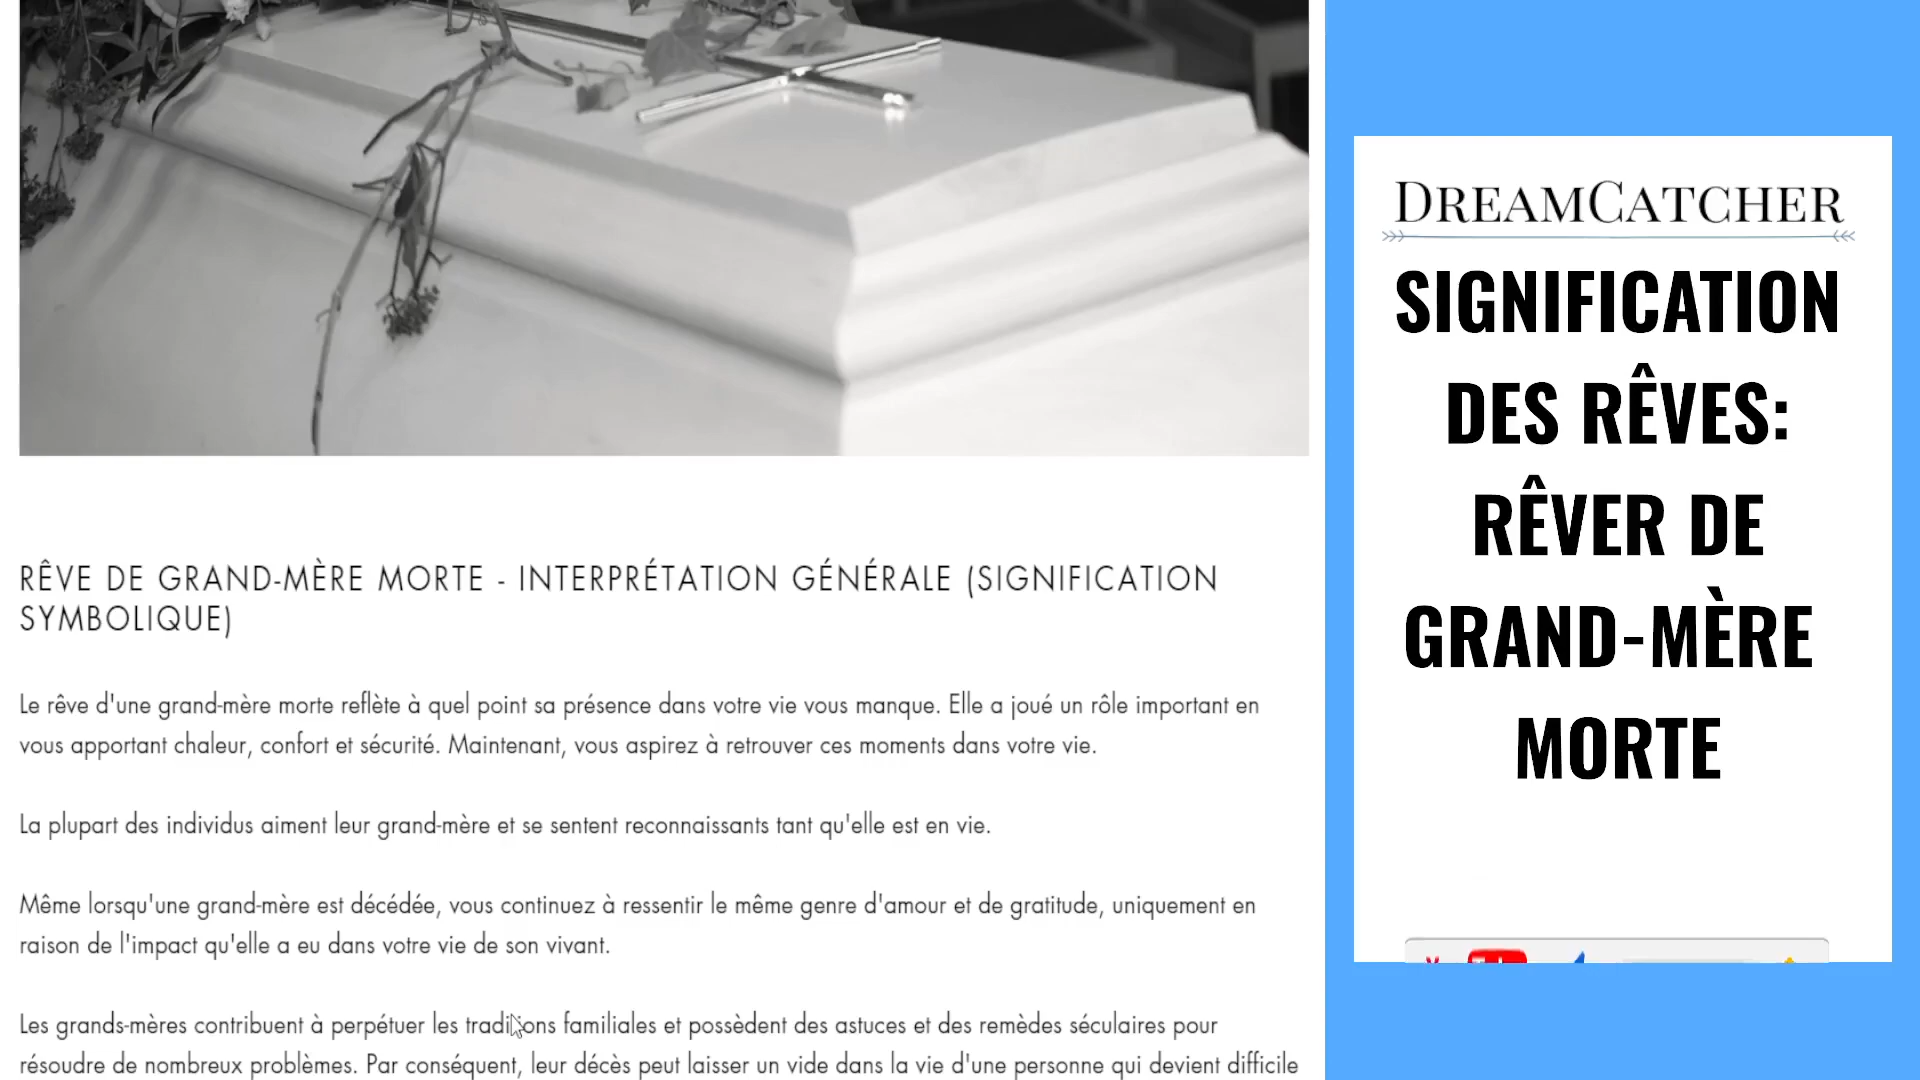 RÊVE DE GRAND-MÈRE MORTE - INTERPRÉTATION GÉNÉRALE (SIGNIFICATION
SYMBOLIQUE)
Le rêve d'une grand-mère morte reflète à quel point sa présence dans votre vie vous manque. Elle a joué un rôle important en
vous apportant chaleur, confort et sécurité. Maintenant, vous aspirez à retrouver ces moments dans votre vie.
La plupart des individus aiment leur grand-mère et se sentent reconnaissants tant qu'elle est en vie.
Même lorsqu'une grand-mère est décédée, vous continuez à ressentir le même genre d'amour et de gratitude, uniquement en
raison de l'impact qu'elle a eu dans votre vie de son vivant.
Les grands-mères contribuent à perpétuer les traditions familiales et possèdent des astuces et des remèdes séculaires pour
résoudre de nombreux problèmes. Par conséquent, leur décès peut laisser un vide dans la vie d'une personne qui devient difficile
DREAMCATCHER
SIGNIFICATION
DES RÊVES:
RÊVER DE
GRAND-MÈRE
MORTE